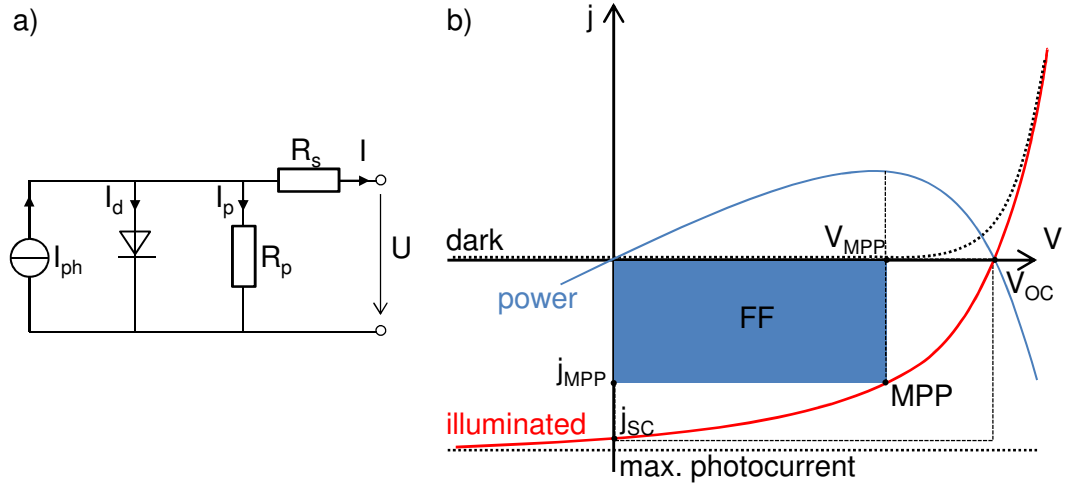 a)
R_s
I
I_d
I_p
I_ph
R_p
U
b)
j
dark
V_MPP
V
V_OC
power
FF
j_MPP
MPP
illuminated
j_SC
max. photocurrent